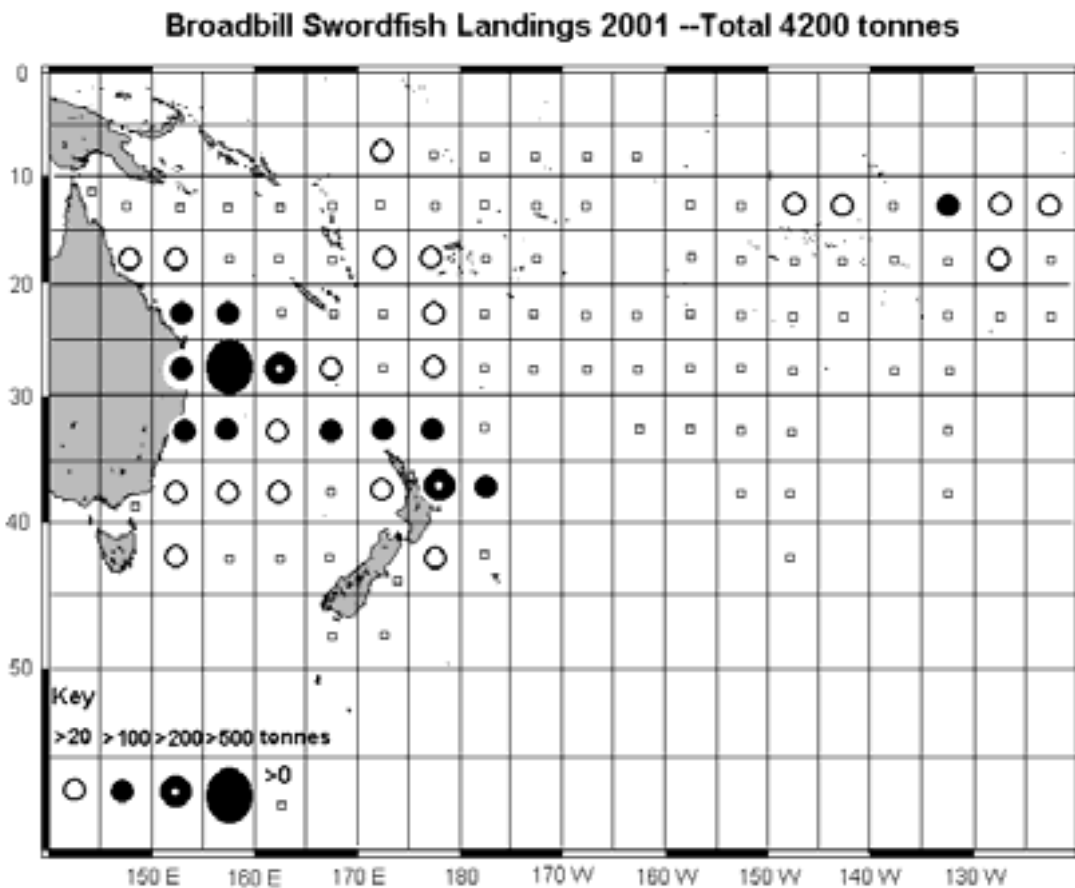 Broadbill Swordfish Landings 2001 --Total 4200 tonnes
0
10
20
30
40
50
Key
>20 >100 >200 >500 tonnes
>0
150 E 160 E 170 E 180 170 W 160 W 150 W 140 W 130 W